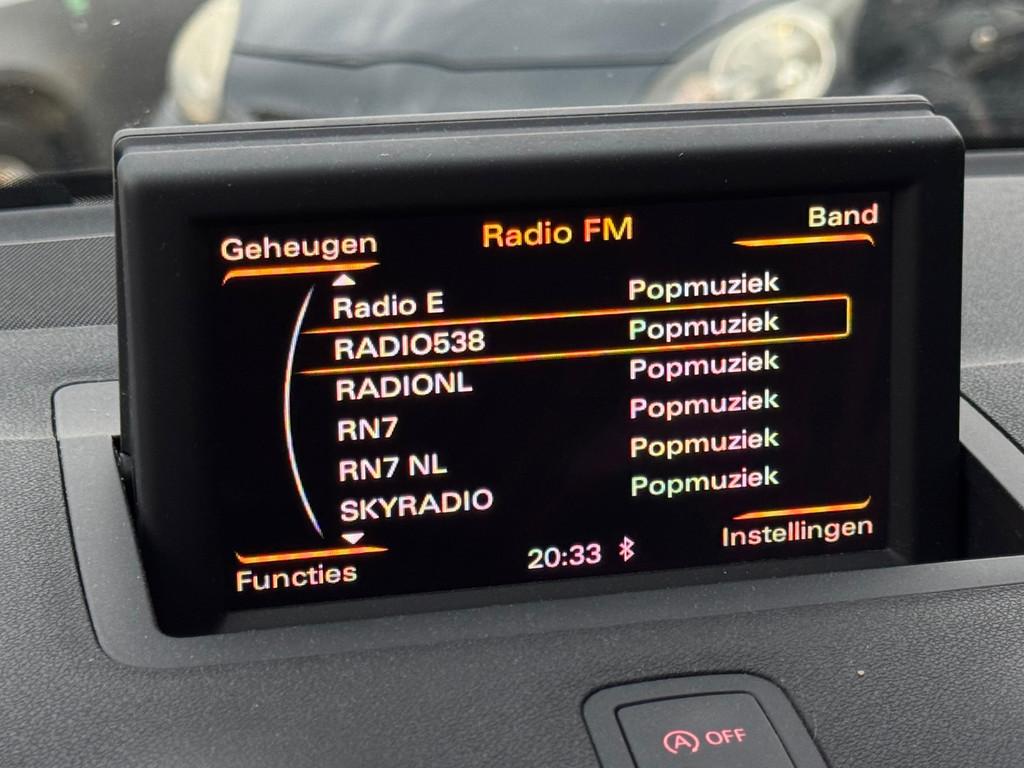 Geheugen Radio FM Band
Radio E Popmuziek
RADIO538 Popmuziek
RADIONL Popmuziek
RN7 Popmuziek
RN7 NL Popmuziek
SKYRADIO Popmuziek
Functies 20:33 Instellingen
A OFF